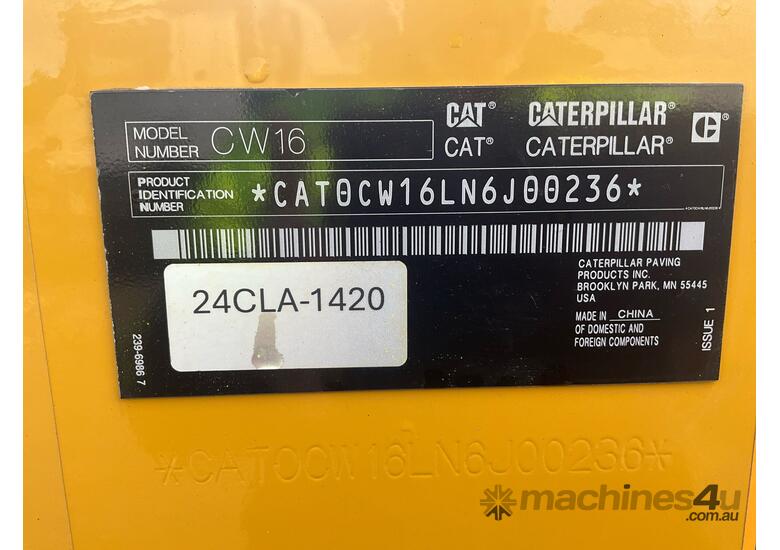 MODEL NUMBER CW16
CAT® CATERPILLAR®
CAT® CATERPILLAR®
C
PRODUCT IDENTIFICATION NUMBER *CAT0CW16LN6J00236*
*CAT0CW16LN6J00236*
24CLA-1420
CATERPILLAR PAVING
PRODUCTS INC.
BROOKLYN PARK, MN 55445
USA
MADE IN CHINA
OF DOMESTIC AND
FOREIGN COMPONENTS
ISSUE 1
239-6986 7
*CAT0CW16LN6J00236*
machines4u
.com.au